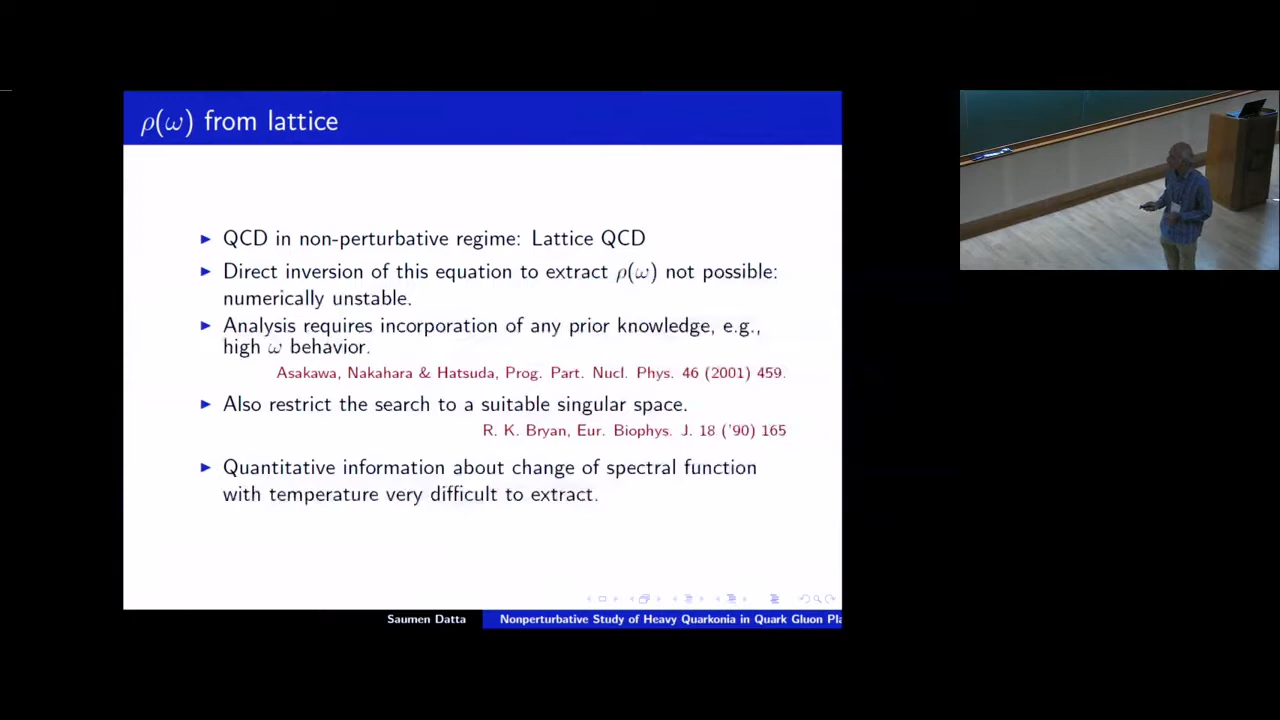 ρ(ω) from lattice
QCD in non-perturbative regime: Lattice QCD
Direct inversion of this equation to extract ρ(ω) not possible:
numerically unstable.
Analysis requires incorporation of any prior knowledge, e.g.,
high ω behavior.
Asakawa, Nakahara & Hatsuda, Prog. Part. Nucl. Phys. 46 (2001) 459.
Also restrict the search to a suitable singular space.
R. K. Bryan, Eur. Biophys. J. 18 ('90) 165
Quantitative information about change of spectral function
with temperature very difficult to extract.
Saumen Datta
Nonperturbative Study of Heavy Quarkonia in Quark Gluon Pla